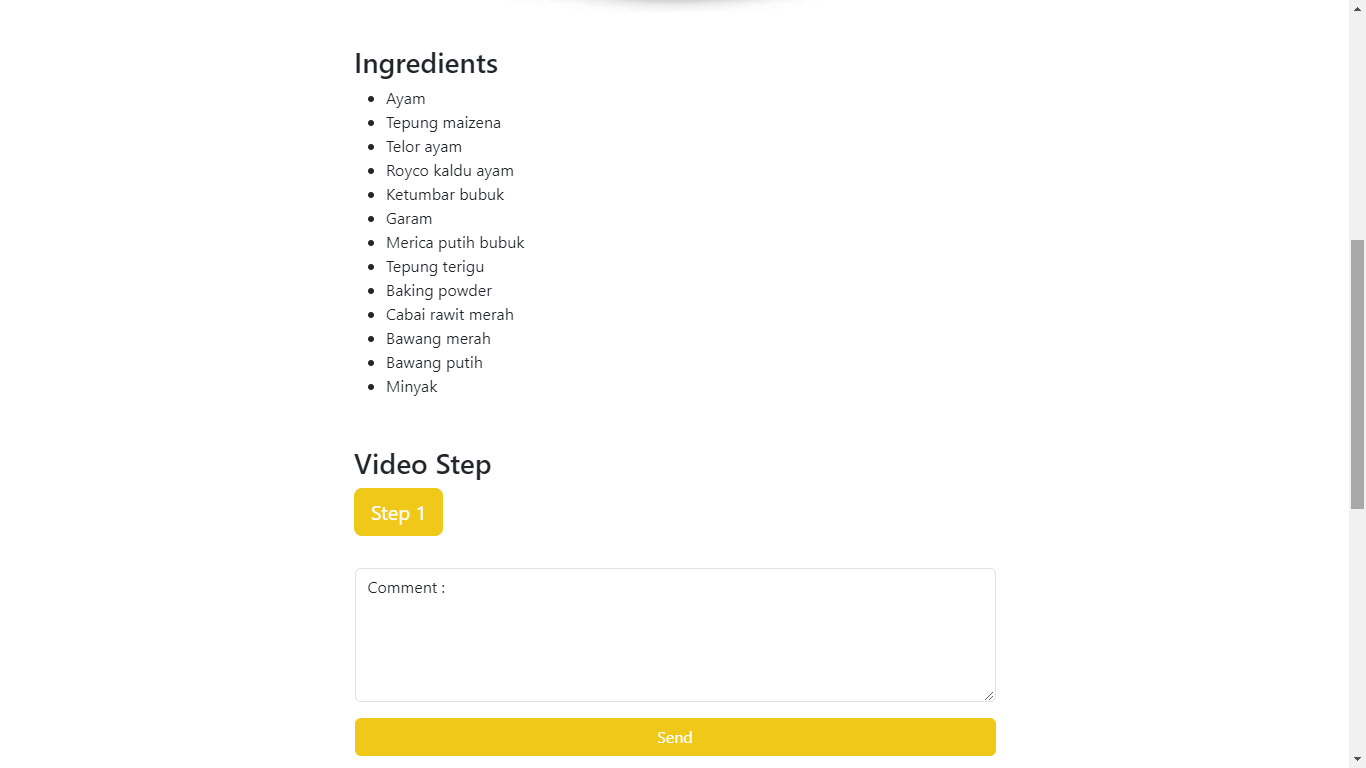 Ingredients
Ayam
Tepung maizena
Telor ayam
Royco kaldu ayam
Ketumbar bubuk
Garam
Merica putih bubuk
Tepung terigu
Baking powder
Cabai rawit merah
Bawang merah
Bawang putih
Minyak
Video Step
Step 1
Comment :
Send